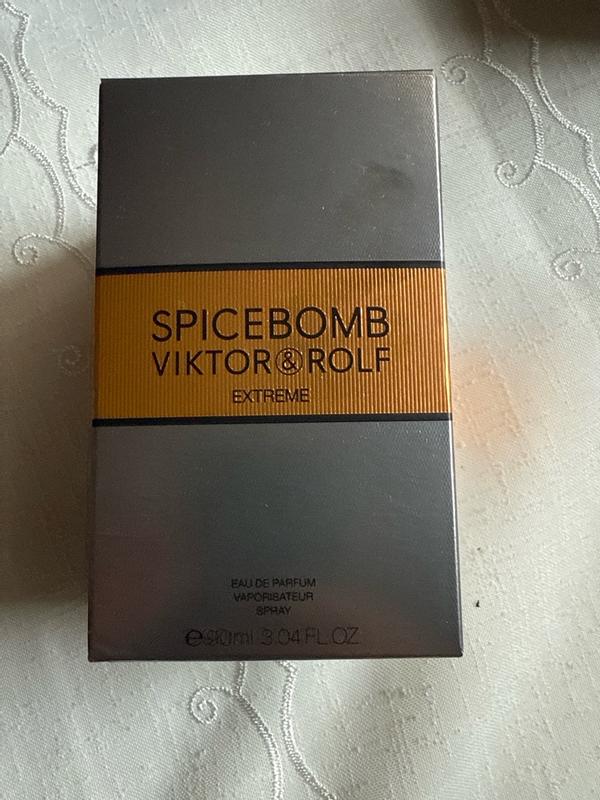 SPICEBOMB
VIKTOR & ROLF
EXTREME
EAU DE PARFUM
VAPORISATEUR
SPRAY
e 90ml 3.04 FL.OZ.